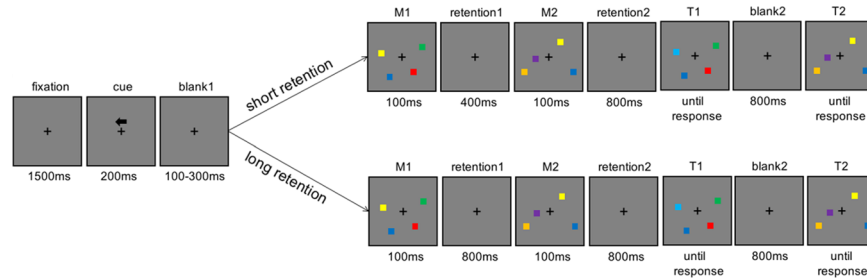 M1 retention1 M2 retention2 T1 blank2 T2
100ms 400ms 100ms 800ms until response 800ms until response
fixation cue blank1
1500ms 200ms 100-300ms
short retention
long retention
M1 retention1 M2 retention2 T1 blank2 T2
100ms 800ms 100ms 800ms until response 800ms until response